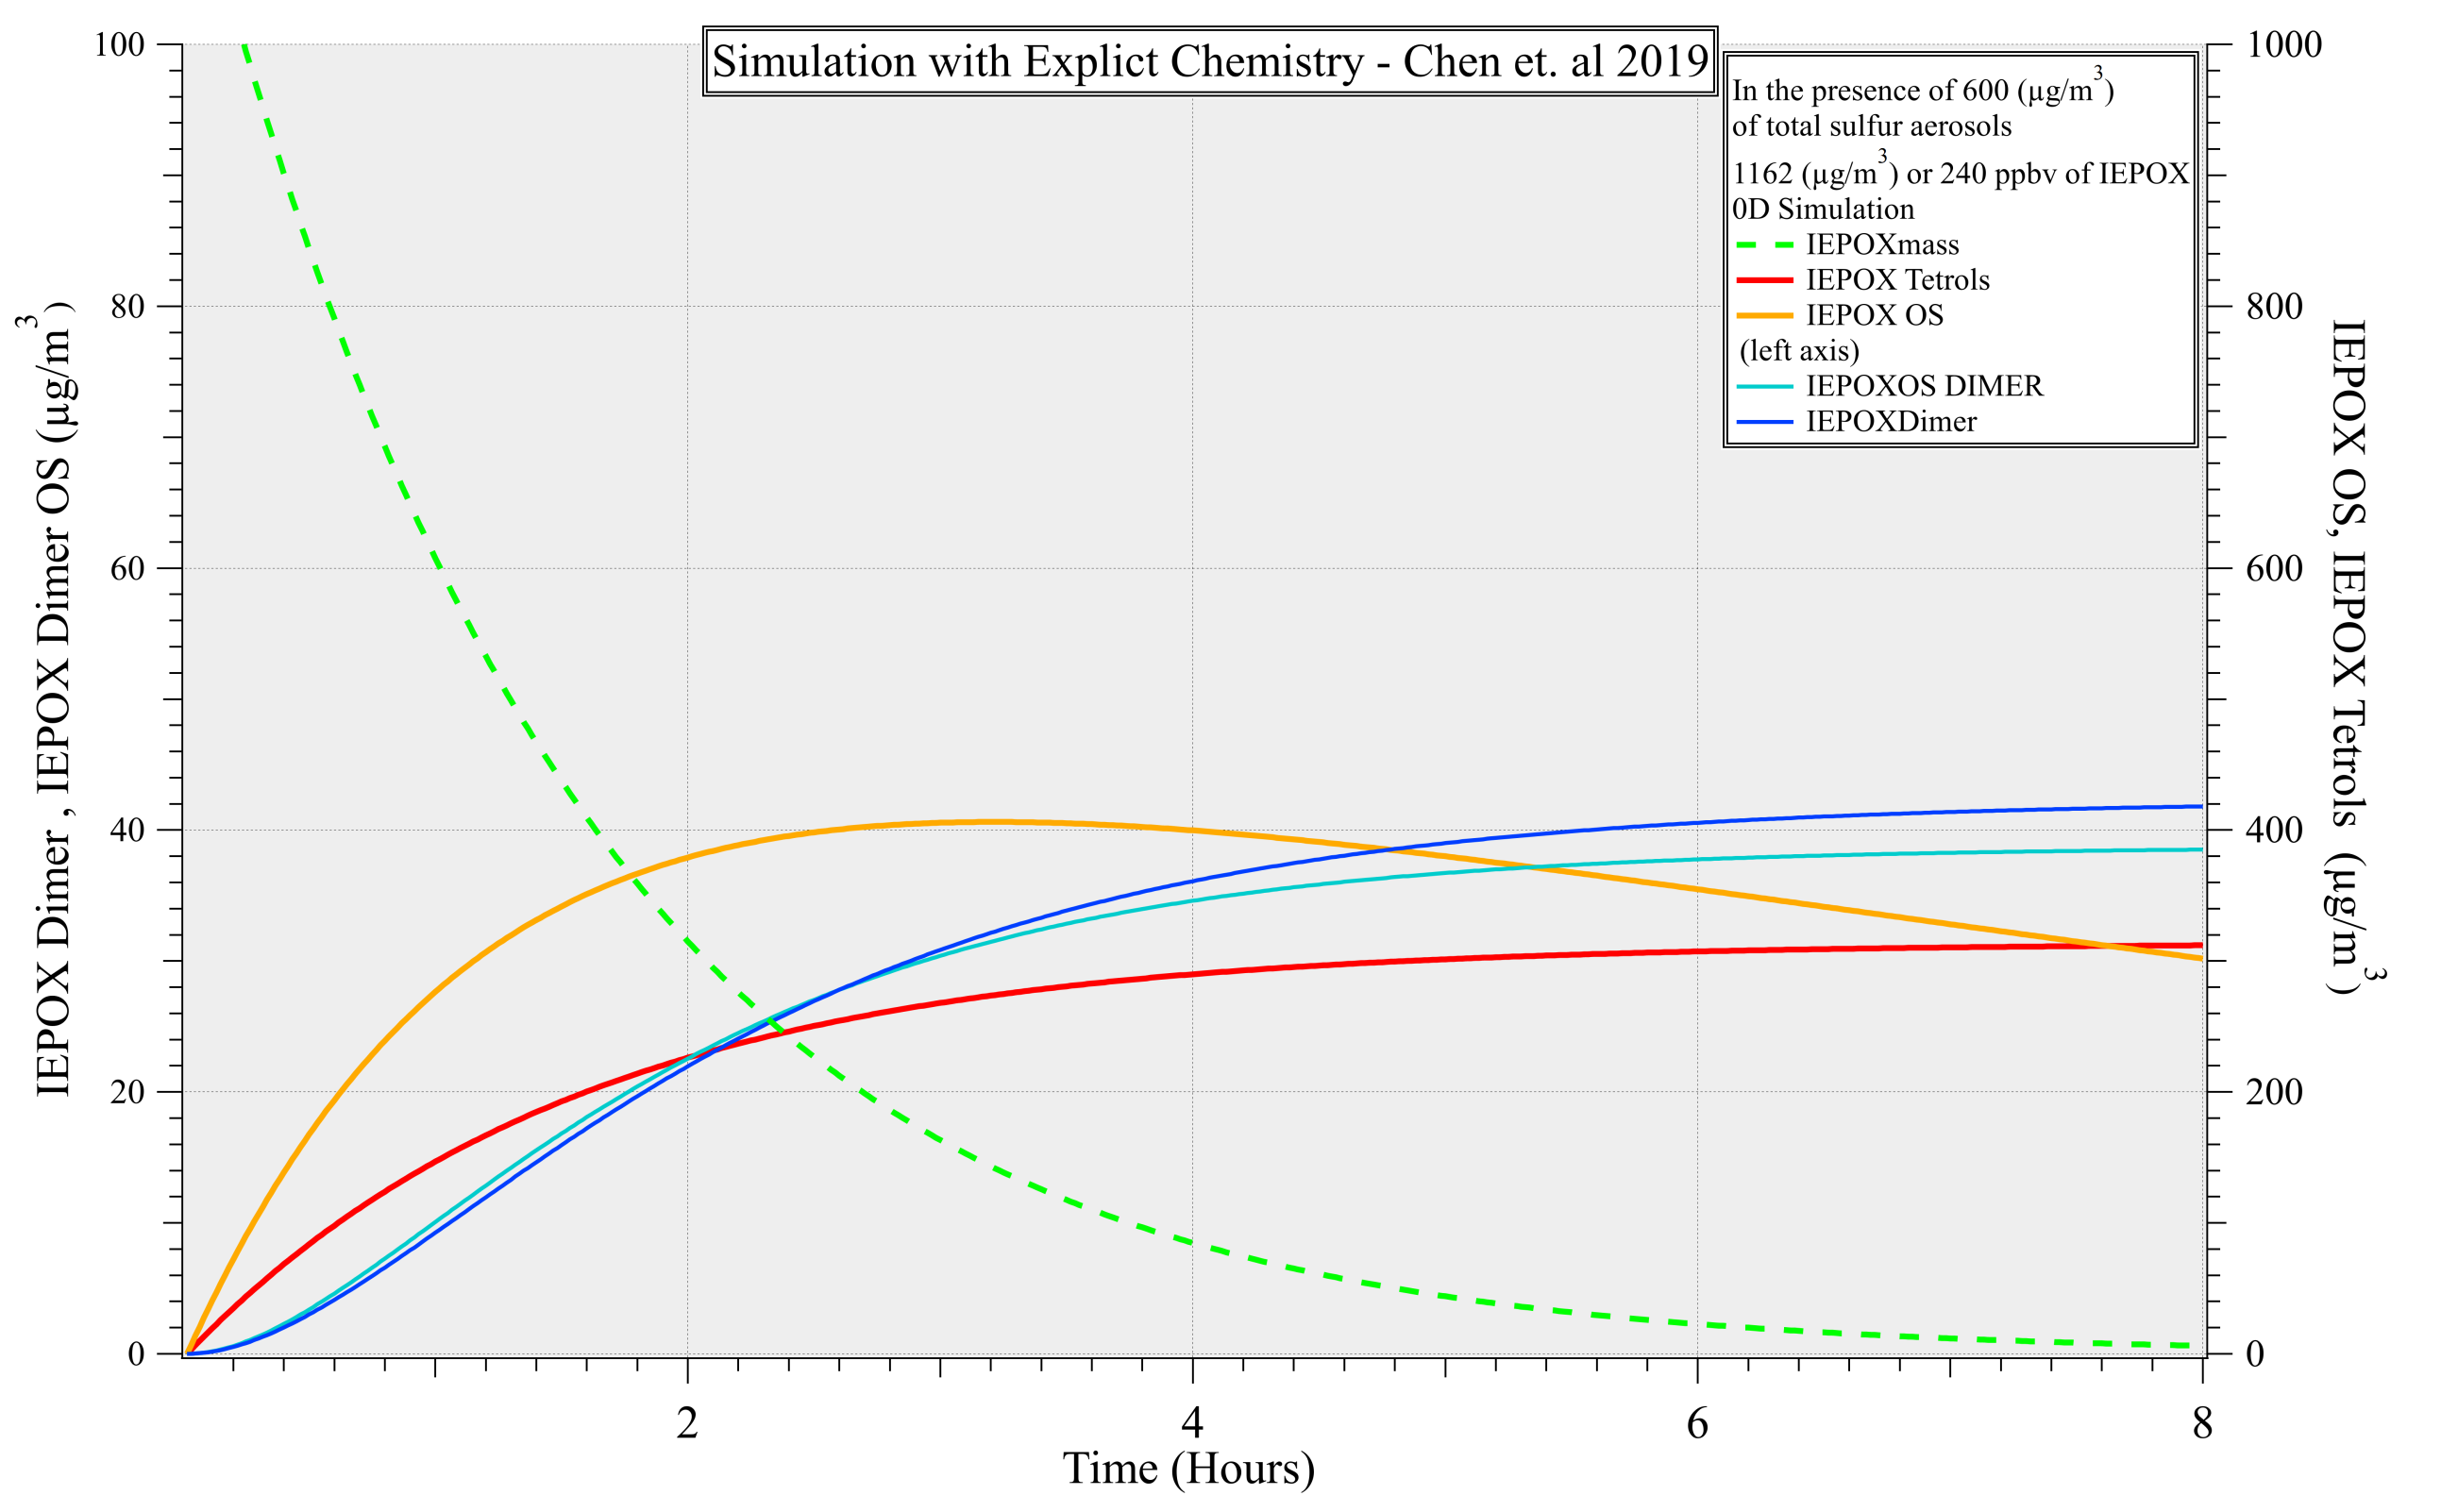 Simulation with Explict Chemistry - Chen et. al 2019
In the presence of 600 (µg/m³)
of total sulfur aerosols
1162 (µg/m³) or 240 ppbv of IEPOX
0D Simulation
IEPOXmass
IEPOX Tetrols
IEPOX OS
(left axis)
IEPOXOS DIMER
IEPOXDimer
IEPOX Dimer , IEPOX Dimer OS (µg/m³)
100
80
60
40
20
0
1000
800
600
400
200
0
IEPOX OS, IEPOX Tetrols (µg/m³)
2
4
6
8
Time (Hours)